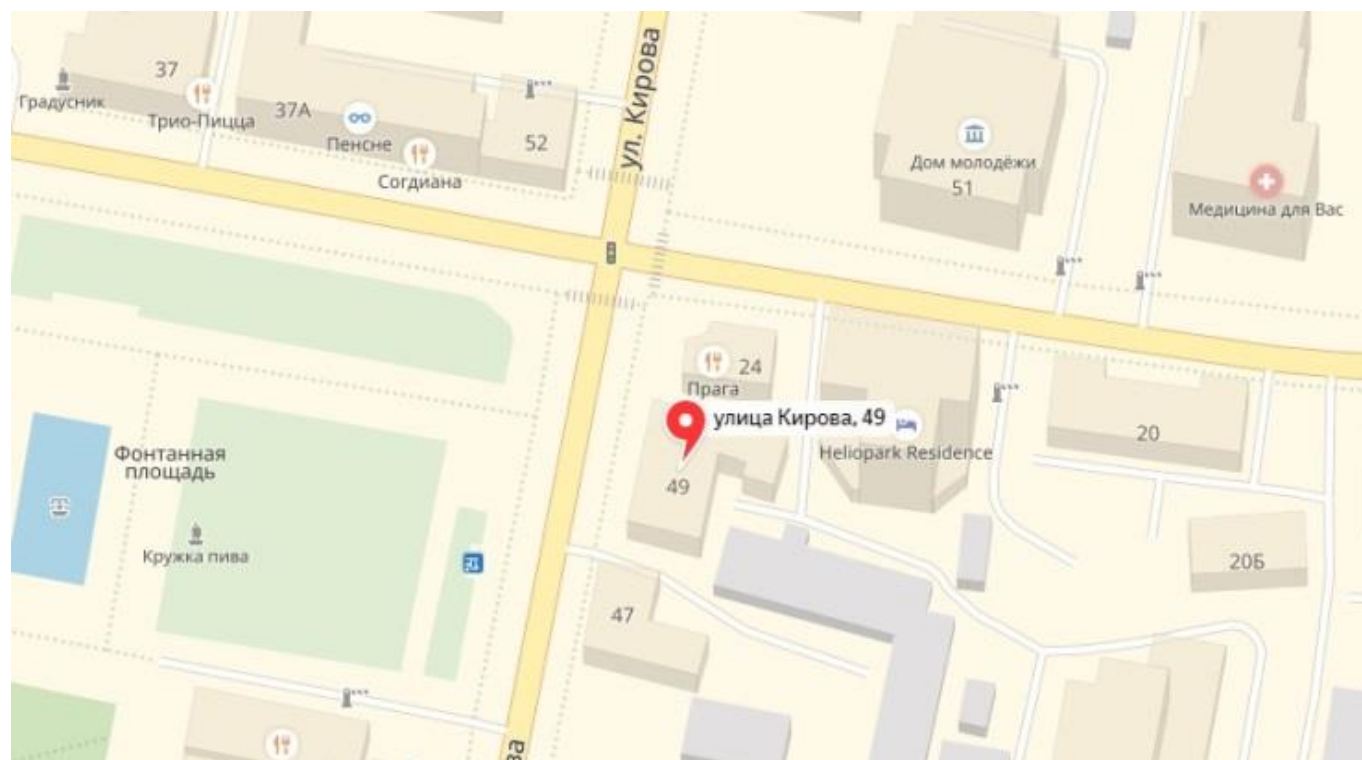 ул. Кирова
37
Градусник
Трио-Пицца
37А
Пенсне
52
Согдиана
Дом молодёжи
51
Медицина для Вас
24
Прага
улица Кирова, 49
Heliopark Residence
20
Фонтанная
площадь
49
Кружка пива
20Б
47
ва